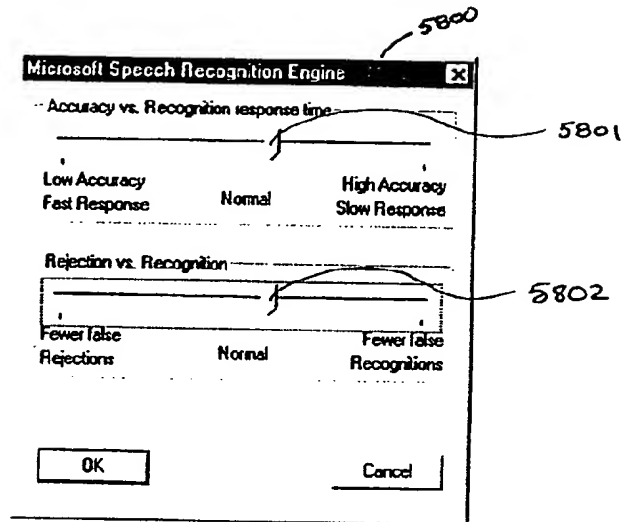 5800
Microsoft Speech Recognition Engine
Accuracy vs. Recognition response time
5801
Low Accuracy Normal High Accuracy
Fast Response Slow Response
Rejection vs. Recognition
5802
Fewer false Normal Fewer false
Rejections Recognitions
OK Cancel